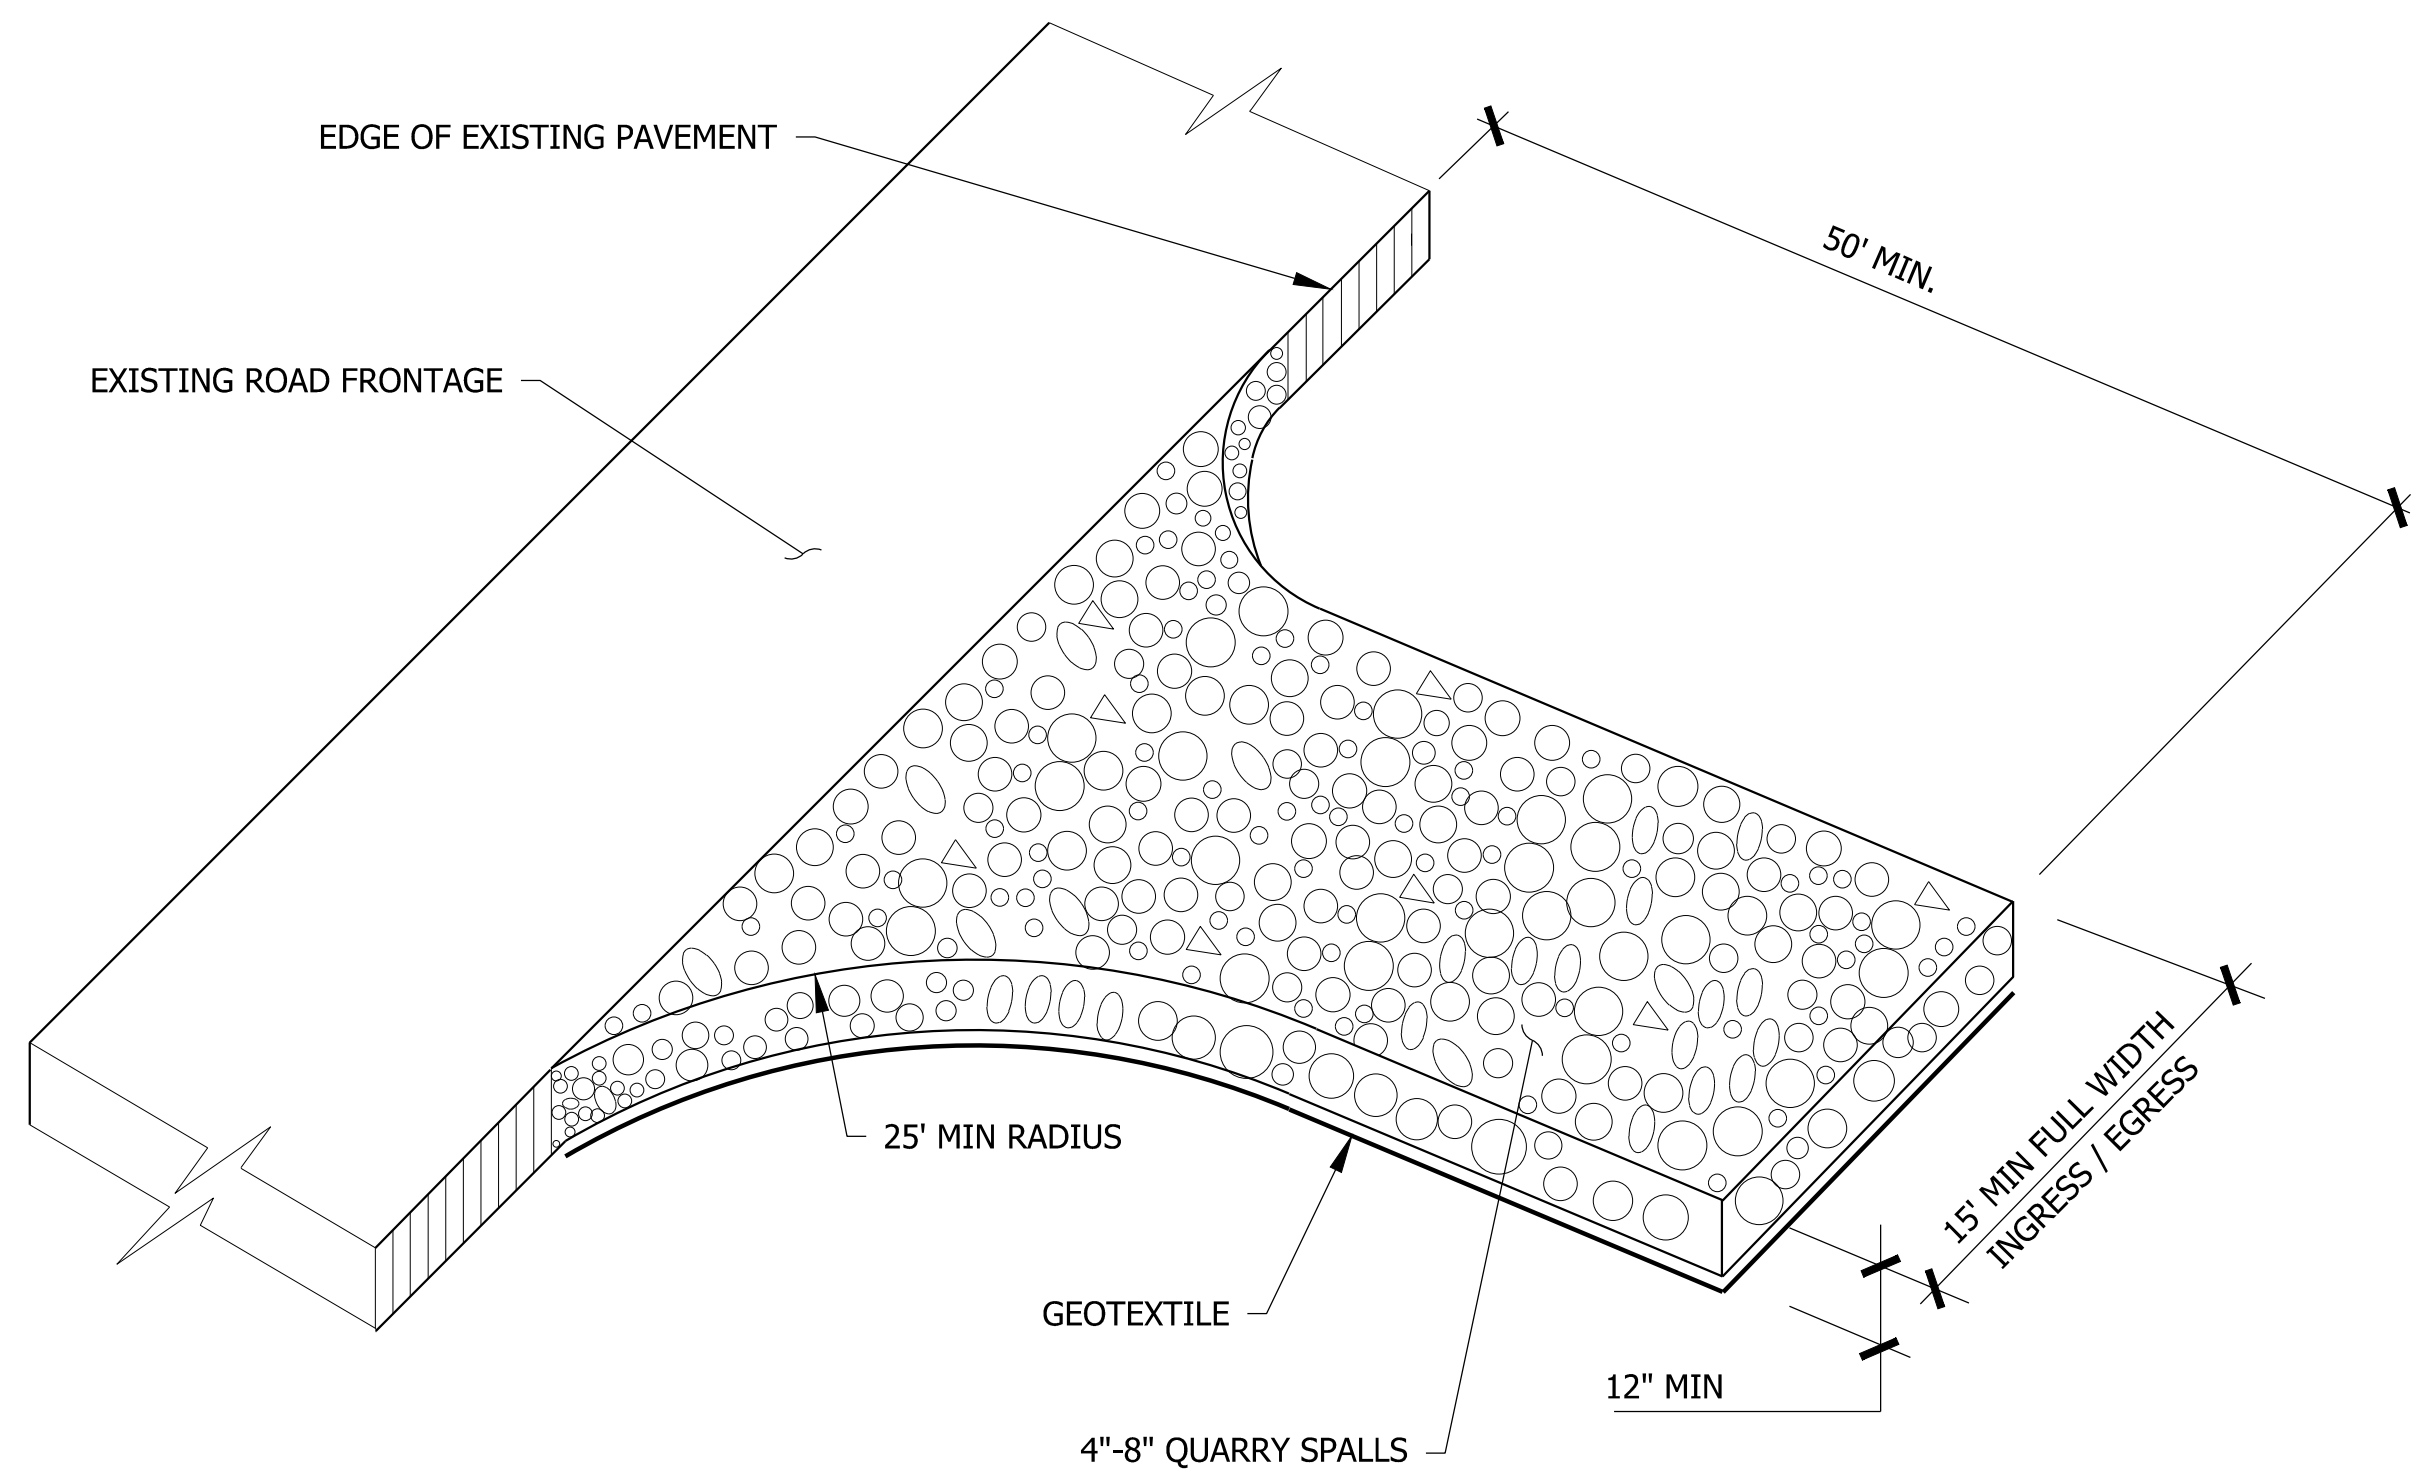 EDGE OF EXISTING PAVEMENT
50' MIN.
EXISTING ROAD FRONTAGE
25' MIN RADIUS
15' MIN FULL WIDTH
INGRESS / EGRESS
GEOTEXTILE
12" MIN
4"-8" QUARRY SPALLS